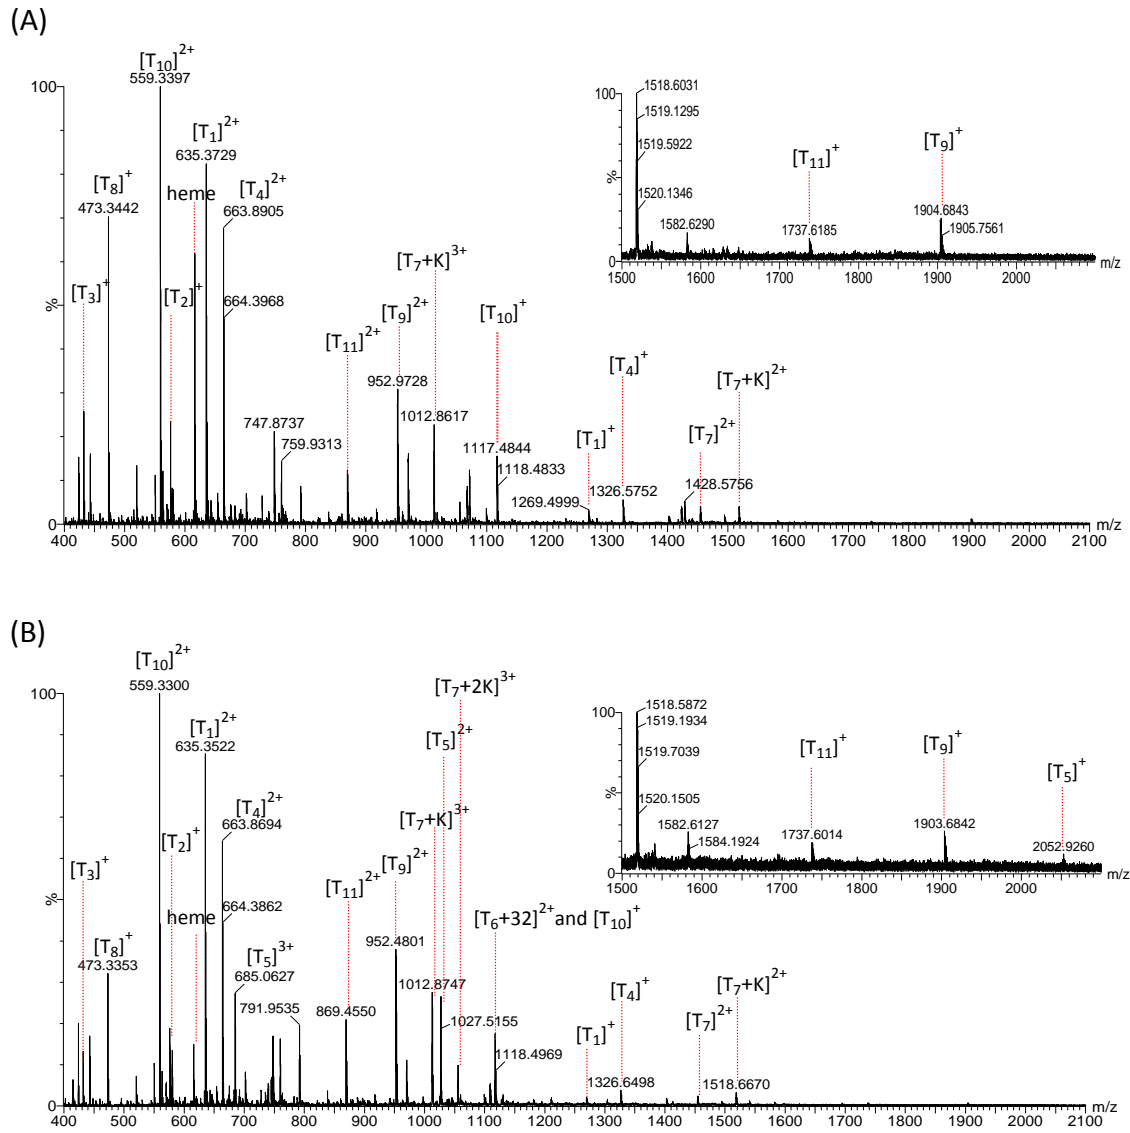 (A)
[T10]2+
559.3397
100
[T1]2+
635.3729
[T8]+
473.3442
heme
[T4]2+
663.8905
[T3]+
[T2]+
664.3968
%
[T7+K]3+
[T9]2+
[T11]2+
[T10]+
952.9728
1012.8617
747.8737
759.9313
1117.4844
1118.4833
[T4]+
[T7+K]2+
[T1]+
[T7]2+
1269.4999
1326.5752
1428.5756
0
400 500 600 700 800 900 1000 1100 1200 1300 1400 1500 1600 1700 1800 1900 2000 2100
m/z
100
1518.6031
1519.1295
1519.5922
1520.1346
%
[T11]+
[T9]+
1582.6290
1737.6185
1904.6843
1905.7561
0
1500 1600 1700 1800 1900 2000
m/z
(B)
[T10]2+
559.3300
100
[T1]2+
635.3522
[T7+2K]3+
[T5]2+
[T4]2+
663.8694
[T7+K]3+
[T2]+
[T3]+
[T9]2+
[T11]2+
%
heme
664.3862
[T6+32]2+ and [T10]+
[T8]+
473.3353
[T5]3+
685.0627
952.4801
791.9535
869.4550
1012.8747
1027.5155
1118.4969
[T4]+
[T7+K]2+
[T1]+
[T7]2+
1326.6498
1518.6670
0
400 500 600 700 800 900 1000 1100 1200 1300 1400 1500 1600 1700 1800 1900 2000 2100
m/z
100
1518.5872
1519.1934
1519.7039
1520.1505
%
[T11]+
[T9]+
[T5]+
1582.6127
1584.1924
1737.6014
1903.6842
2052.9260
0
1500 1600 1700 1800 1900 2000
m/z